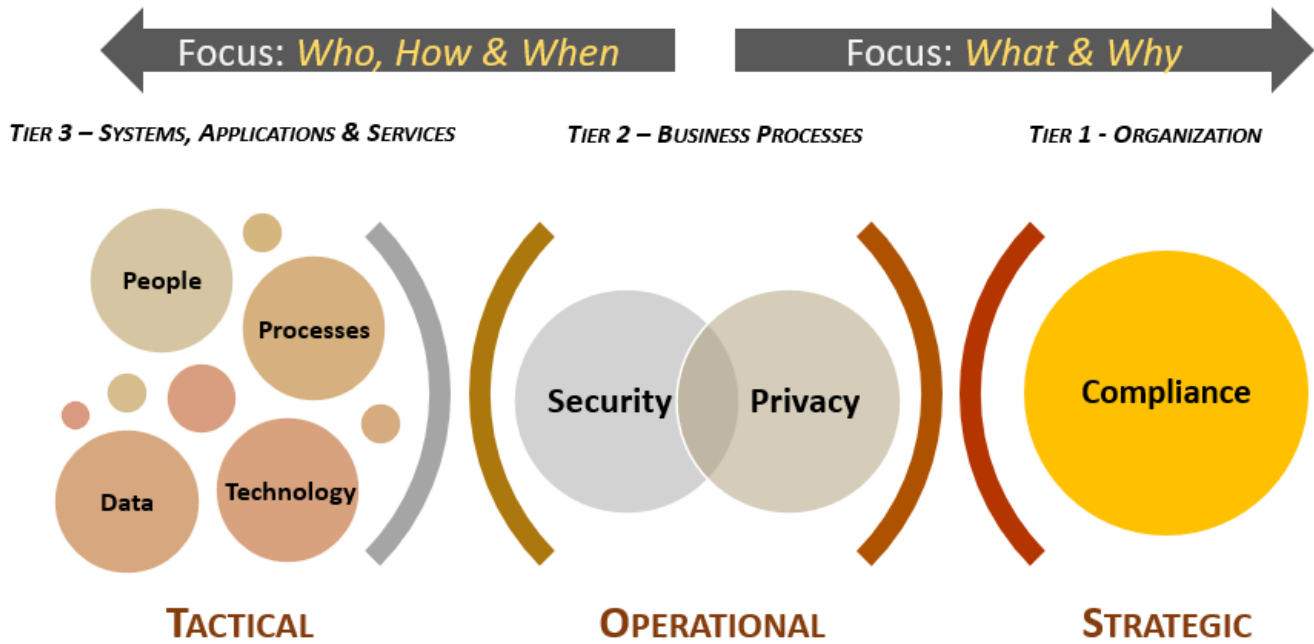 Focus: Who, How & When
Focus: What & Why
TIER 3 – SYSTEMS, APPLICATIONS & SERVICES
TIER 2 – BUSINESS PROCESSES
TIER 1 - ORGANIZATION
People
Processes
Security
Privacy
Compliance
Data
Technology
TACTICAL
OPERATIONAL
STRATEGIC